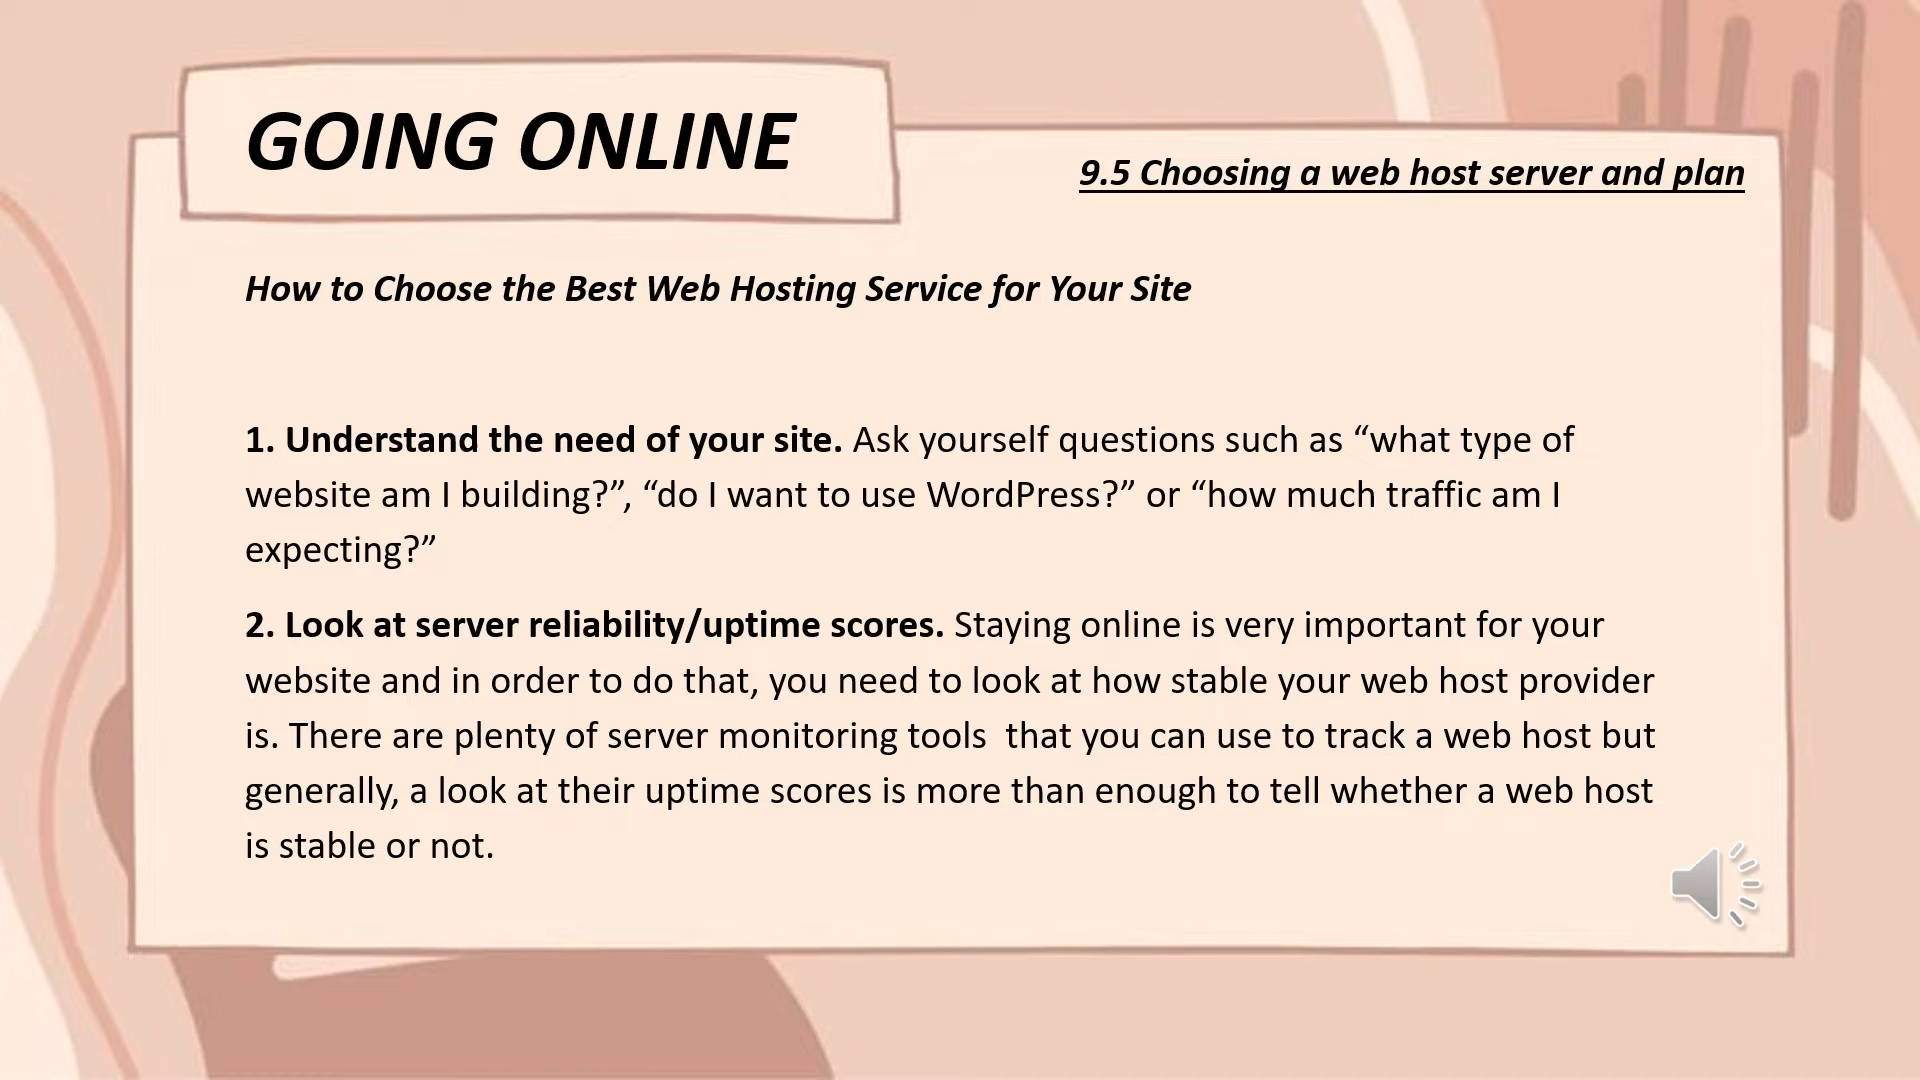 GOING ONLINE
9.5 Choosing a web host server and plan
How to Choose the Best Web Hosting Service for Your Site
1. Understand the need of your site. Ask yourself questions such as “what type of
website am I building?”, “do I want to use WordPress?” or “how much traffic am I
expecting?”
2. Look at server reliability/uptime scores. Staying online is very important for your
website and in order to do that, you need to look at how stable your web host provider
is. There are plenty of server monitoring tools  that you can use to track a web host but
generally, a look at their uptime scores is more than enough to tell whether a web host
is stable or not.